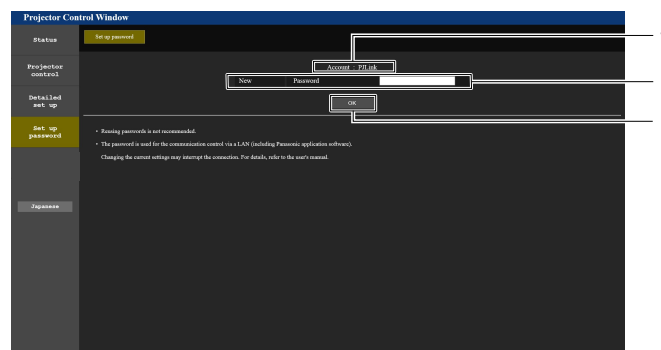 Projector Control Window
Status
Set up password
Projector
control
Account : PJLink
New Password
OK
Detailed
set up
Set up
password
• Reusing passwords is not recommended.
• The password is used for the communication control via a LAN (including Panasonic application software).
Changing the current settings may interrupt the connection. For details, refer to the user's manual.
Japanese